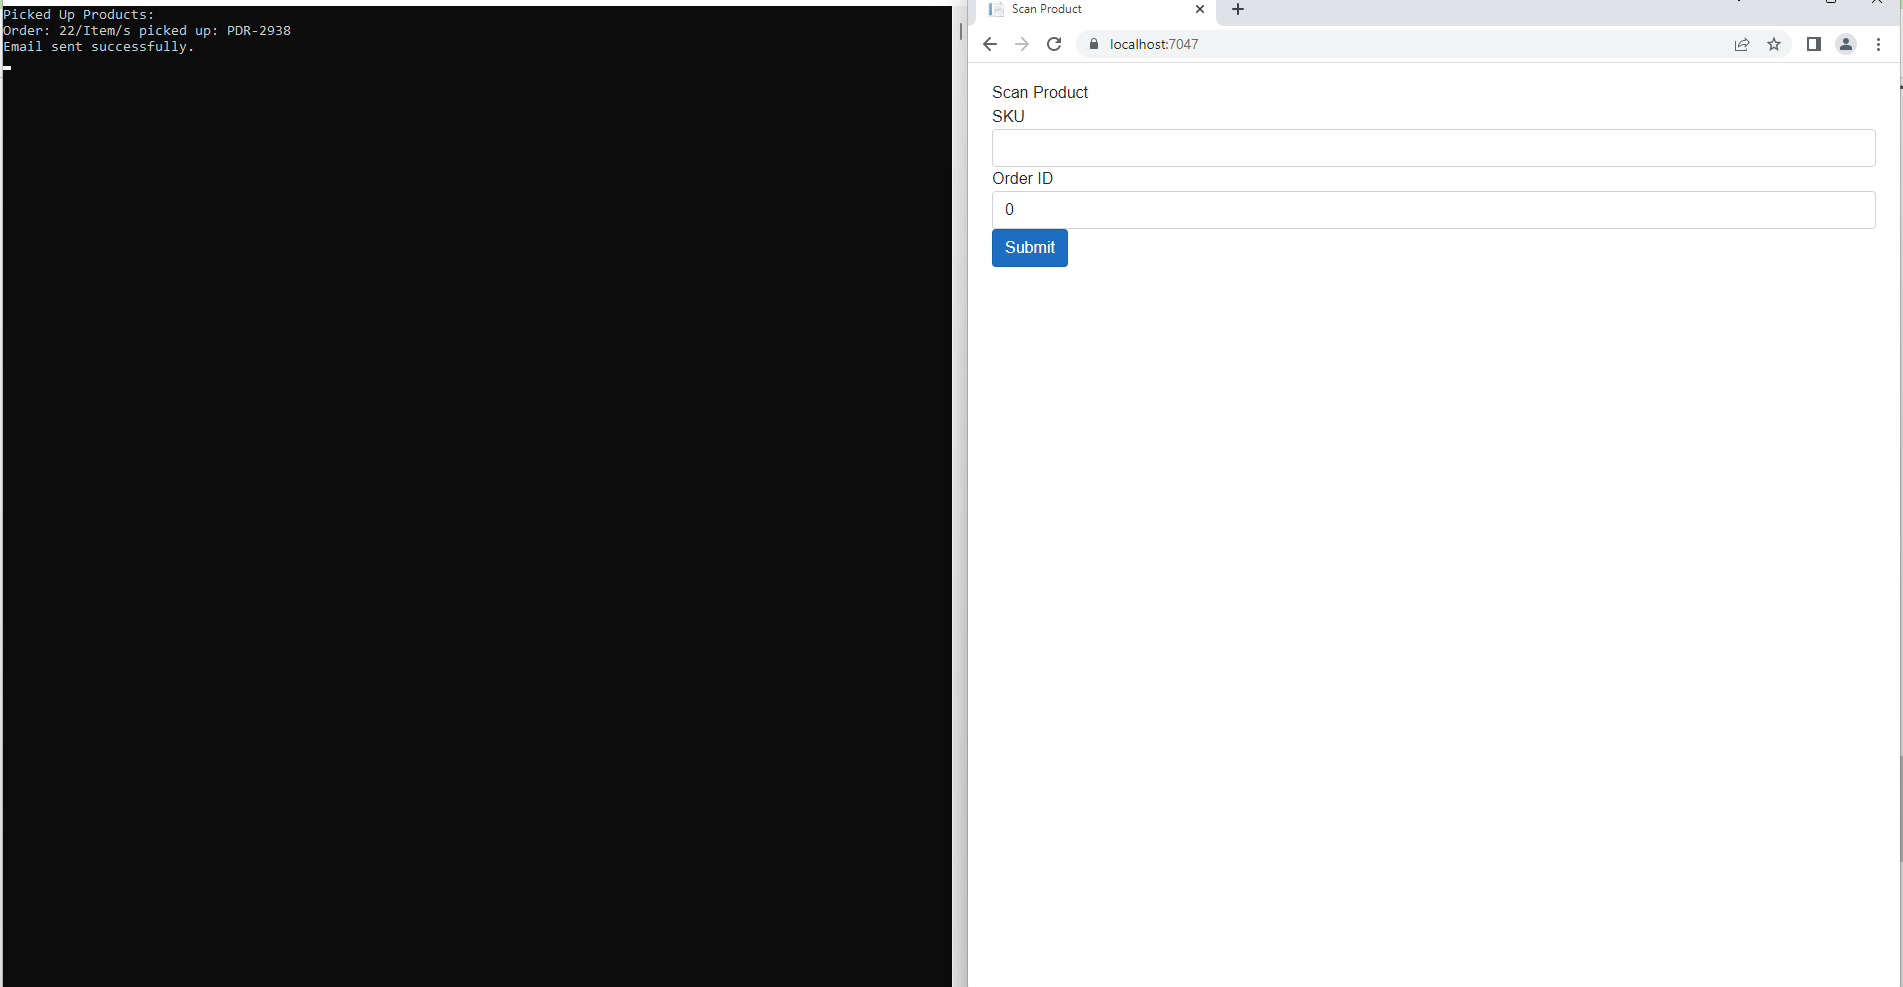 Picked Up Products:
Order: 22/Item/s picked up: PDR-2938
Email sent successfully.
Scan Product
localhost:7047
Scan Product
SKU
Order ID
0
Submit